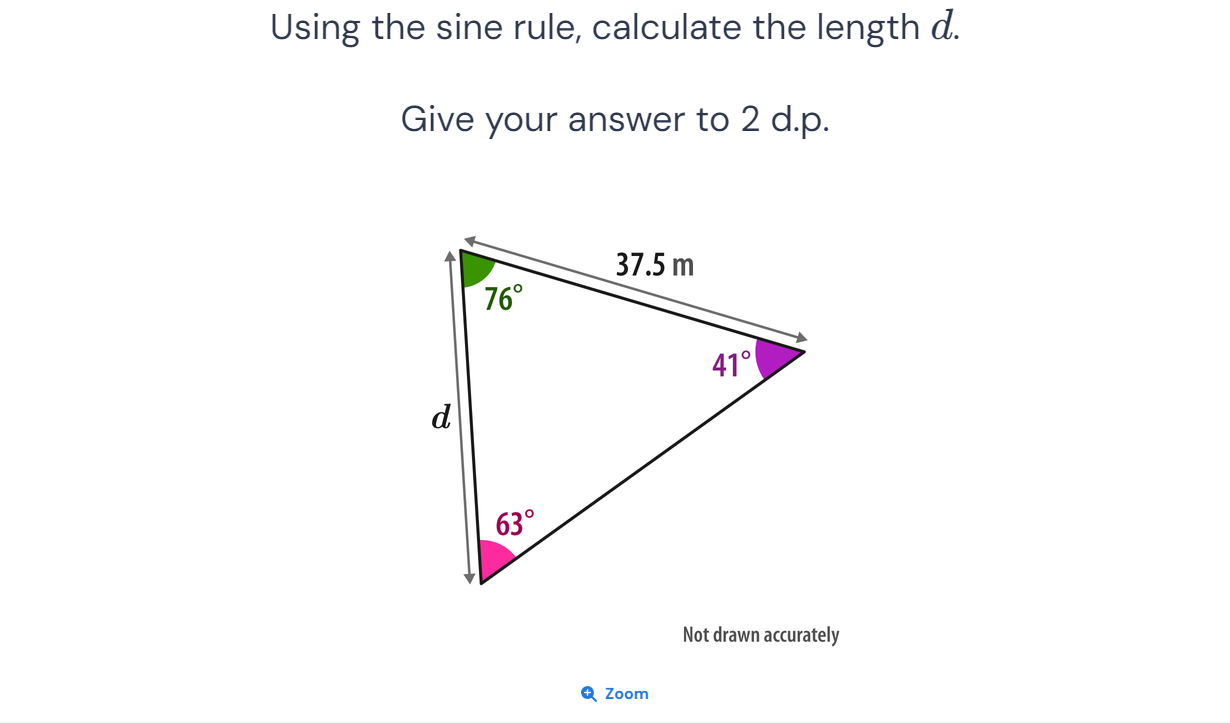 Using the sine rule, calculate the length d.
Give your answer to 2 d.p.
37.5 m
76°
41°
d
63°
Not drawn accurately
Zoom